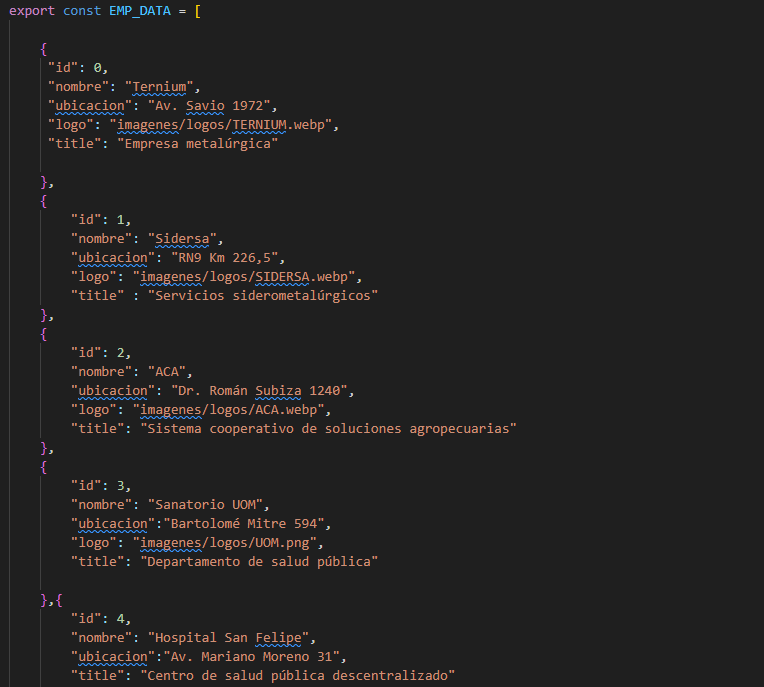 export const EMP_DATA = [
{
"id": 0,
"nombre": "Ternium",
"ubicacion": "Av. Savio 1972",
"logo": "imagenes/logos/TERNIUM.webp",
"title": "Empresa metalúrgica"
},
{
"id": 1,
"nombre": "Sidersa",
"ubicacion": "RN9 Km 226,5",
"logo": "imagenes/logos/SIDERSA.webp",
"title" : "Servicios siderometalúrgicos"
},
{
"id": 2,
"nombre": "ACA",
"ubicacion": "Dr. Román Subiza 1240",
"logo": "imagenes/logos/ACA.webp",
"title": "Sistema cooperativo de soluciones agropecuarias"
},
{
"id": 3,
"nombre": "Sanatorio UOM",
"ubicacion":"Bartolomé Mitre 594",
"logo": "imagenes/logos/UOM.png",
"title": "Departamento de salud pública"
},{
"id": 4,
"nombre": "Hospital San Felipe",
"ubicacion":"Av. Mariano Moreno 31",
"title": "Centro de salud pública descentralizado"